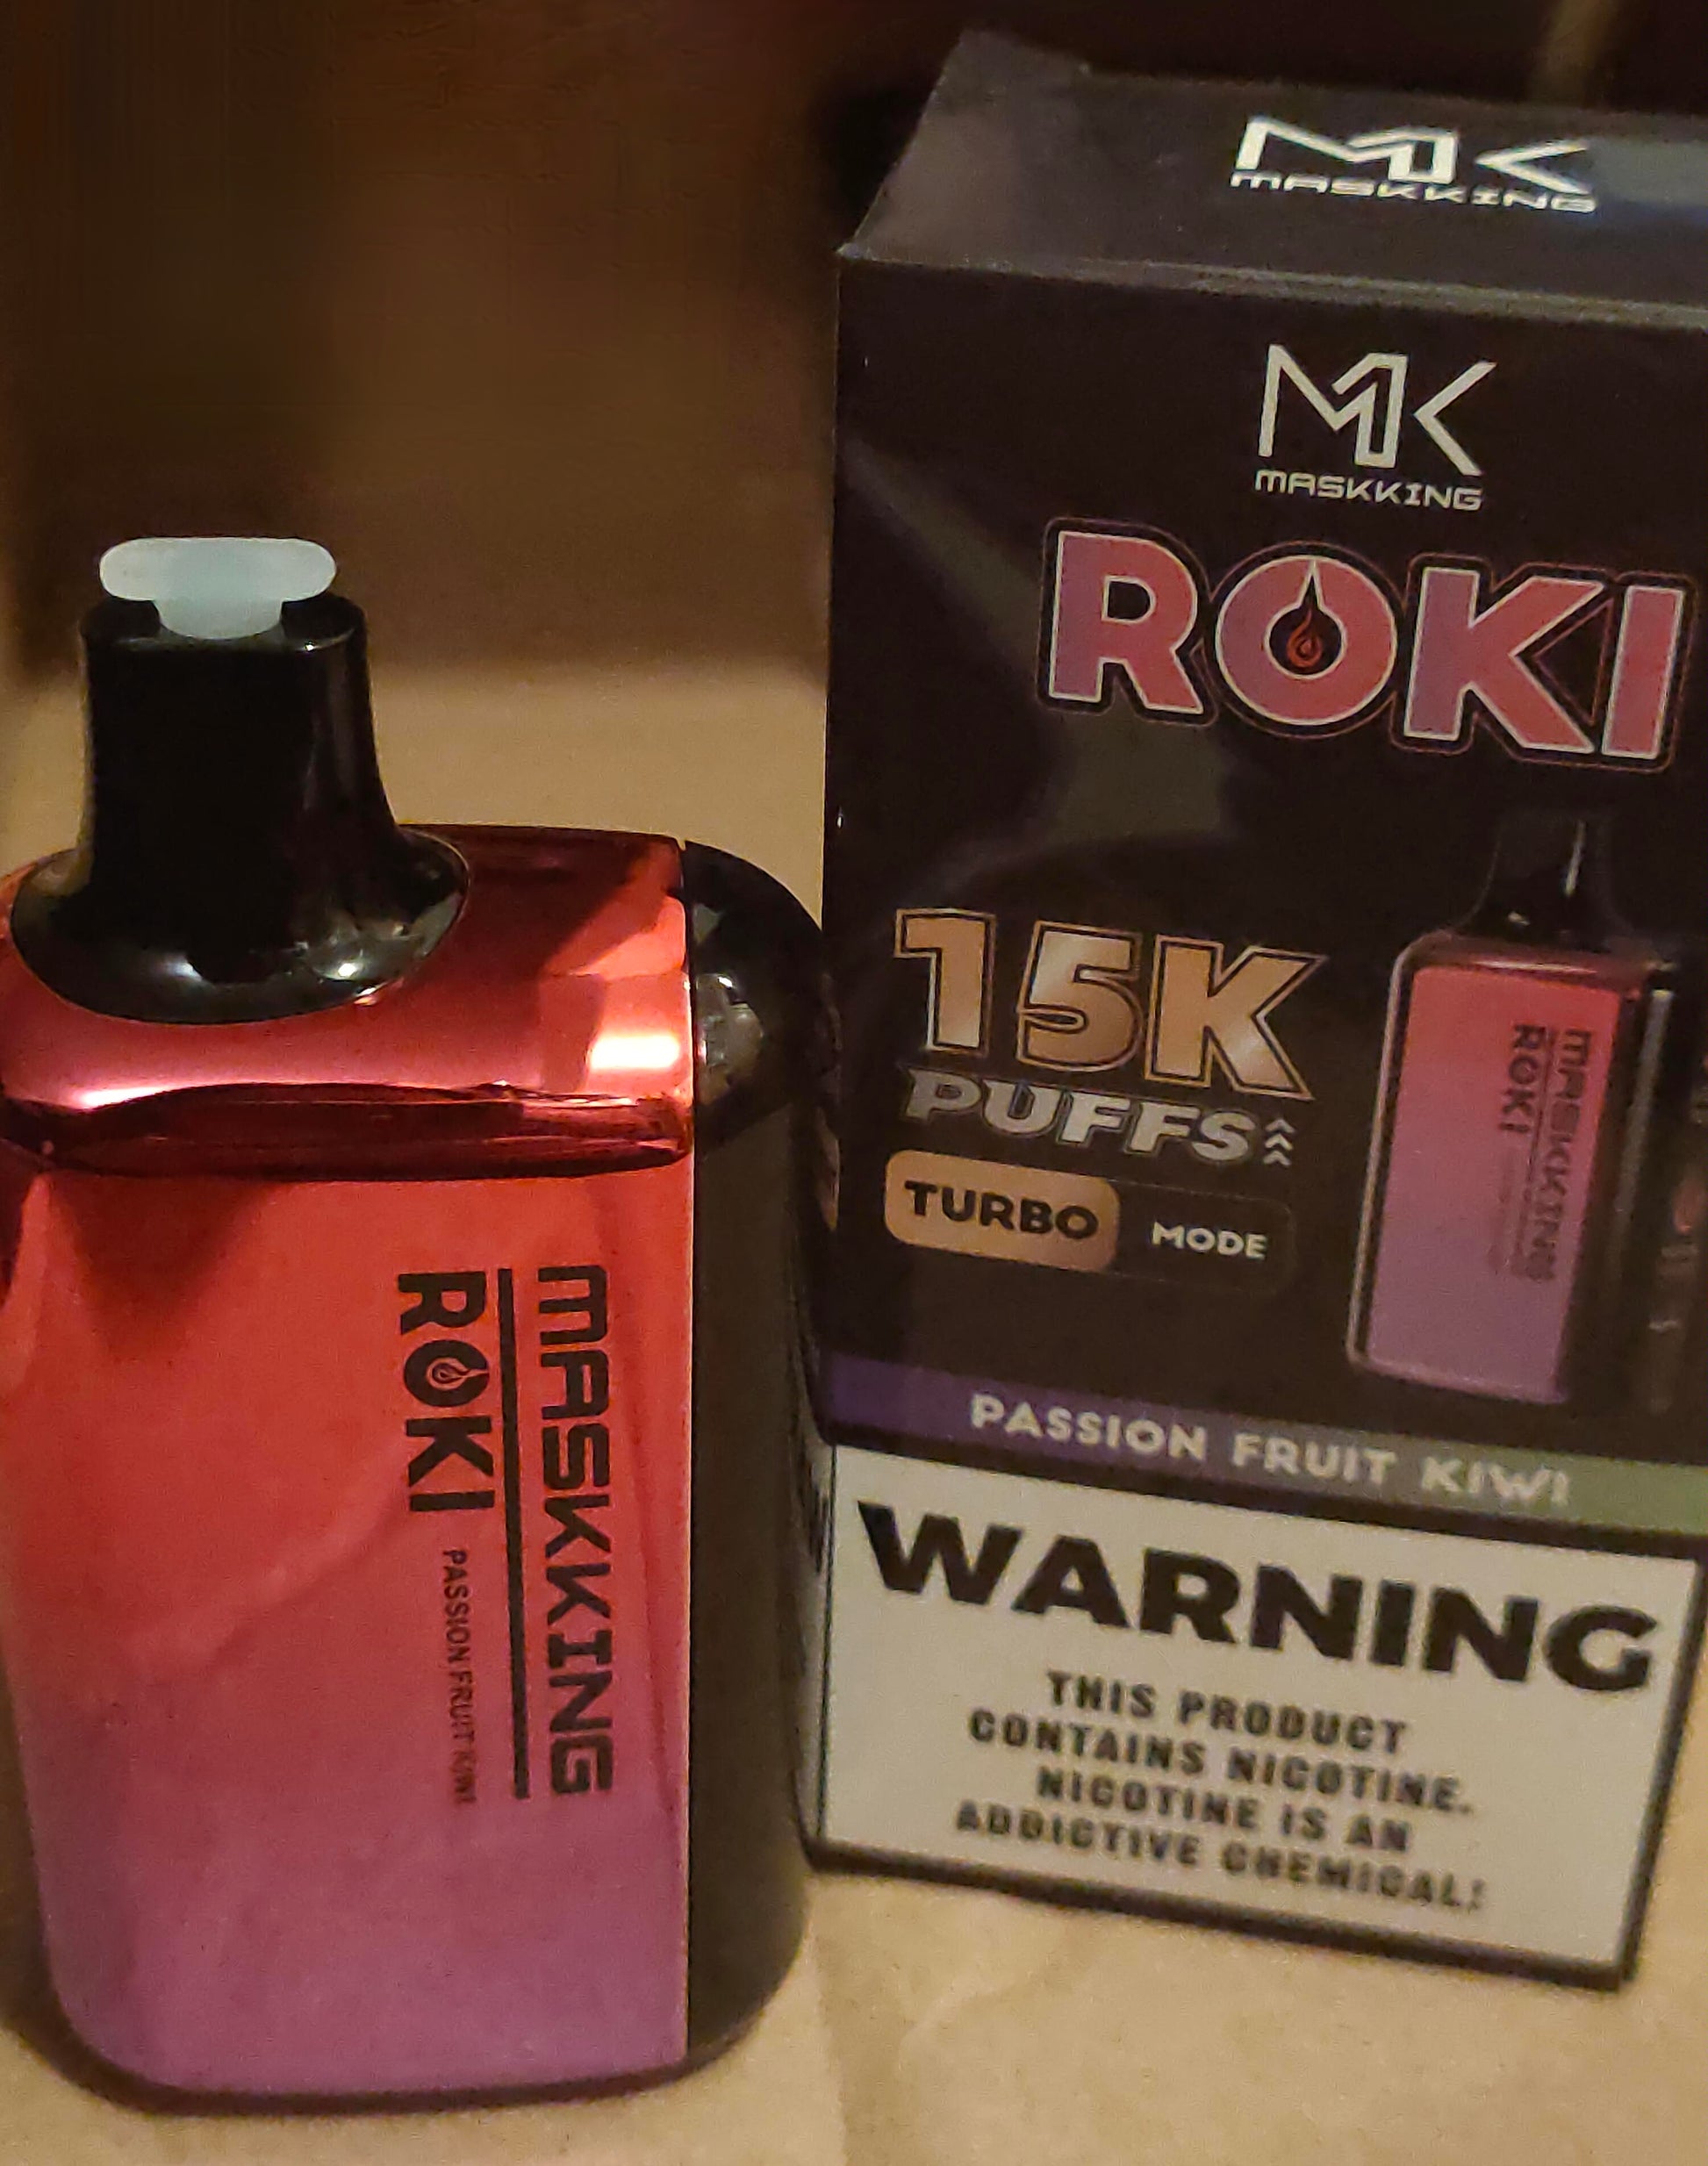 MK
MASKKING
MK
MASKKING
ROKI
15K
PUFFS
TURBO MODE
MASKKING
ROKI
PASSION FRUIT KIWI
WARNING
THIS PRODUCT
CONTAINS NICOTINE.
NICOTINE IS AN
ADDICTIVE CHEMICAL!
MASKKING
ROKI PASSION FRUIT KIWI